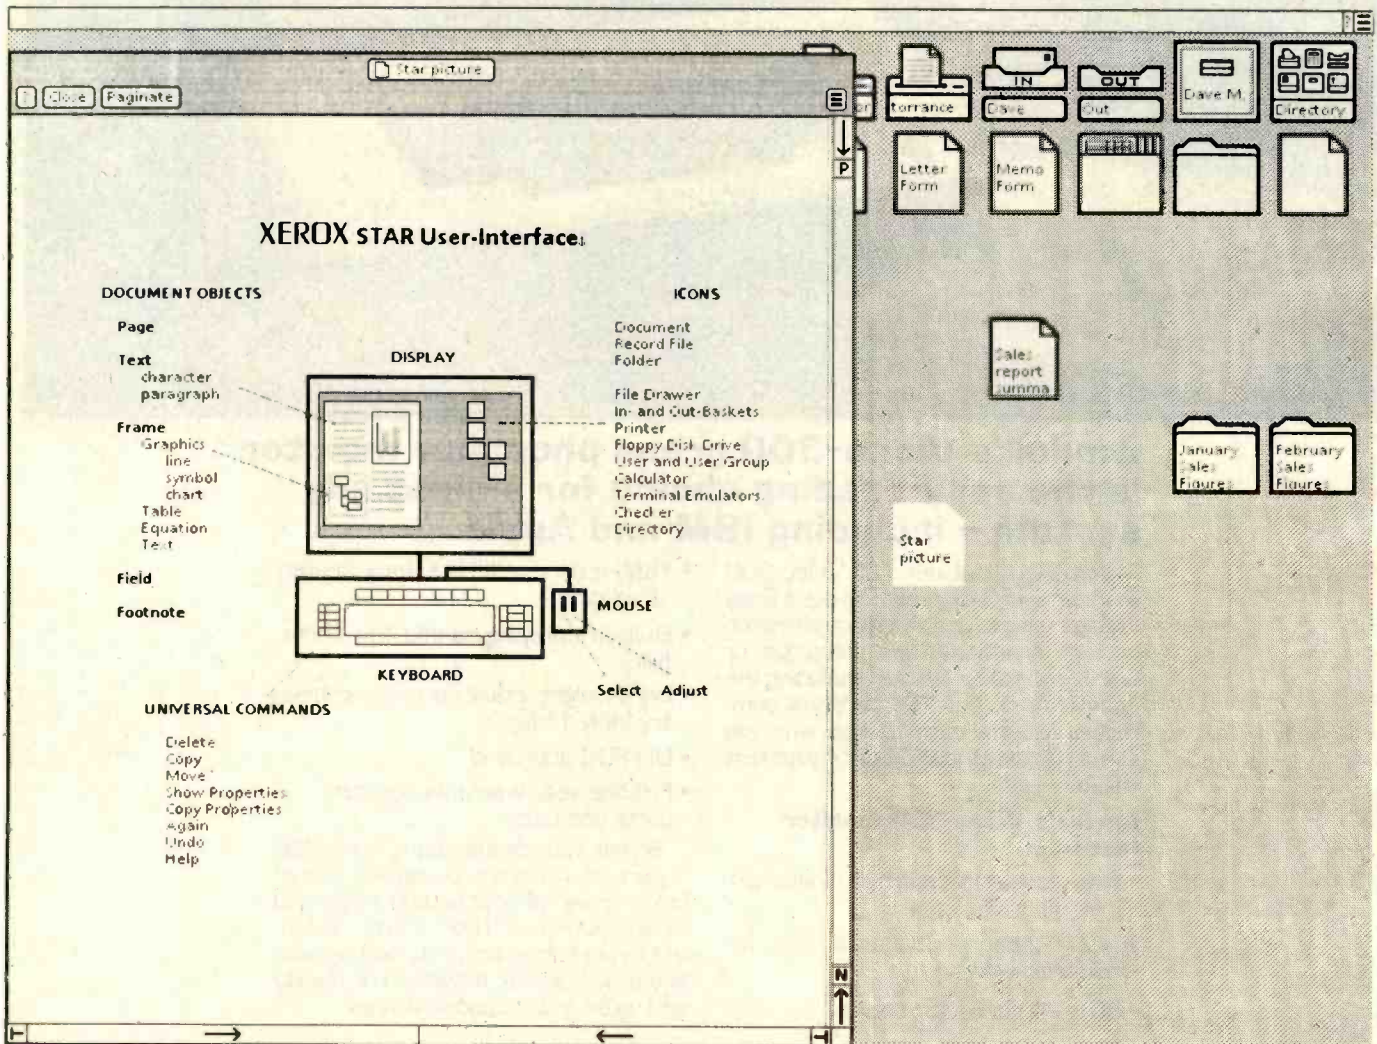 Star picture
? Close Paginate
torrance
IN
Dave
OUT
Out
Dave M.
Directory
P
Letter
Form
Memo
Form
XEROX STAR User-Interface
DOCUMENT OBJECTS
Page
Text
character
paragraph
Frame
Graphics
line
symbol
chart
Table
Equation
Text
Field
Footnote
DISPLAY
ICONS
Document
Record File
Folder
File Drawer
In- and Out-Baskets
Printer
Floppy Disk Drive
User and User Group
Calculator
Terminal Emulators
Checker
Directory
KEYBOARD
MOUSE
Select Adjust
UNIVERSAL COMMANDS
Delete
Copy
Move
Show Properties
Copy Properties
Again
Undo
Help
N
Sales
report
summa
January
Sales
Figures
February
Sales
Figures
Star
picture